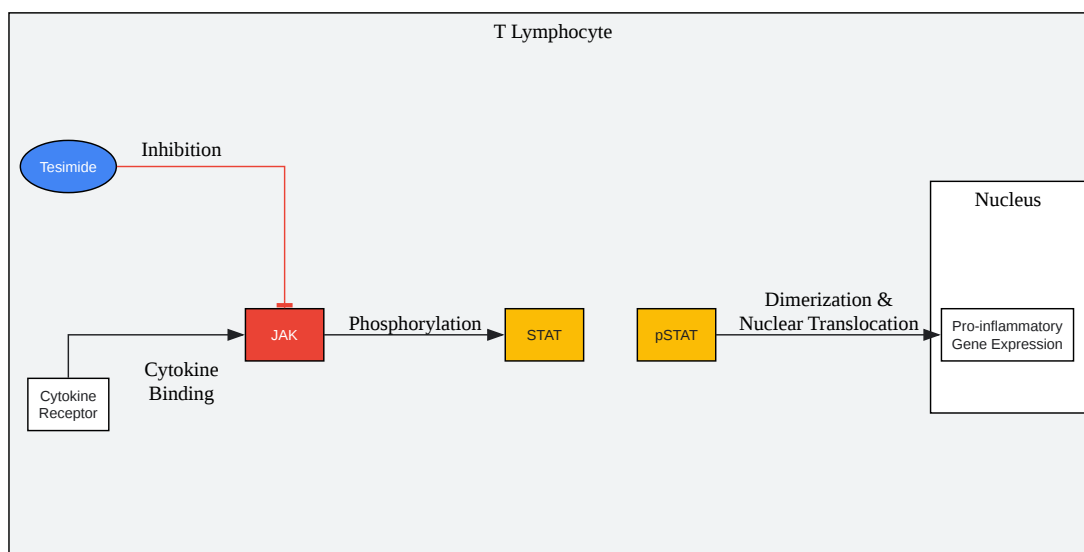 T Lymphocyte
Tesimide
Inhibition
Nucleus
Cytokine
Receptor
Cytokine
Binding
JAK
Phosphorylation
STAT
pSTAT
Dimerization &
Nuclear Translocation
Pro-inflammatory
Gene Expression